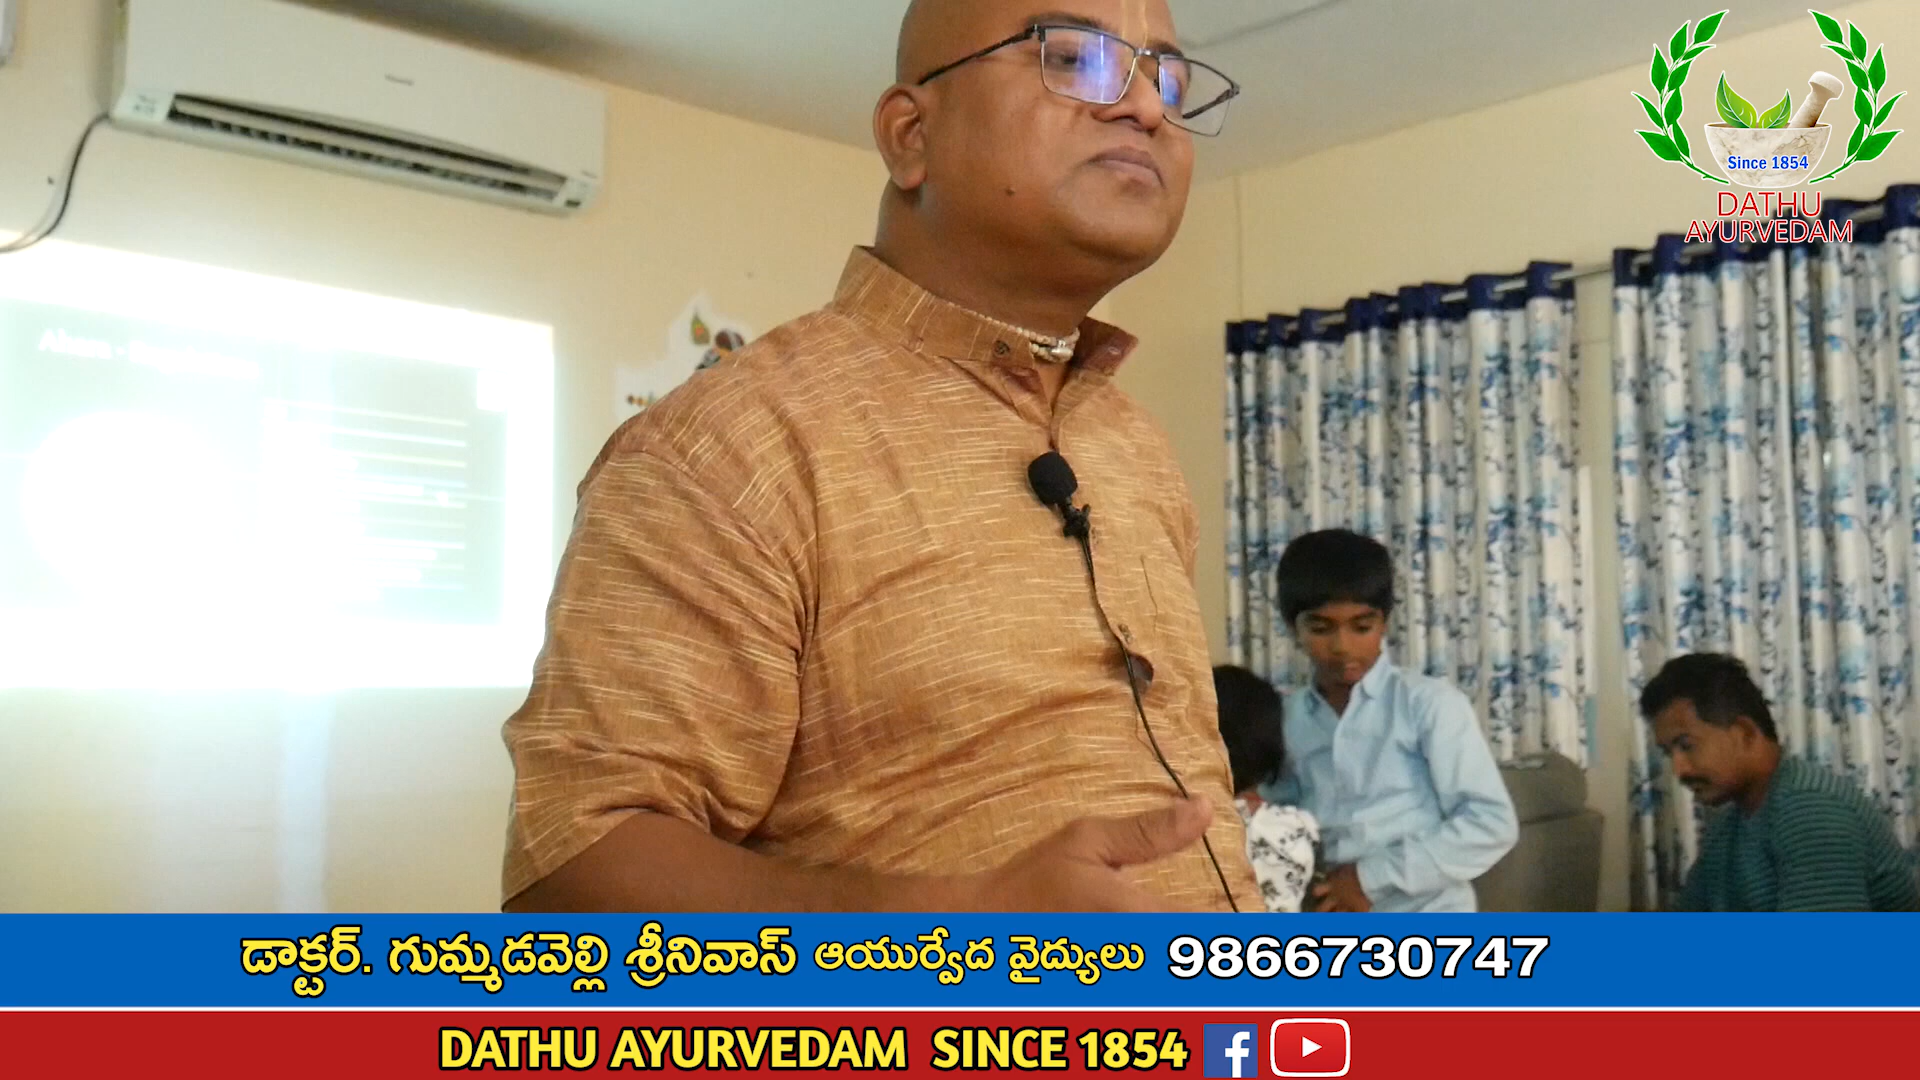 Since 1854
DATHU
AYURVEDAM
డాక్టర్. గుమ్మడవెల్లి శ్రీనివాస్ ఆయుర్వేద వైద్యులు 9866730747
DATHU AYURVEDAM SINCE 1854